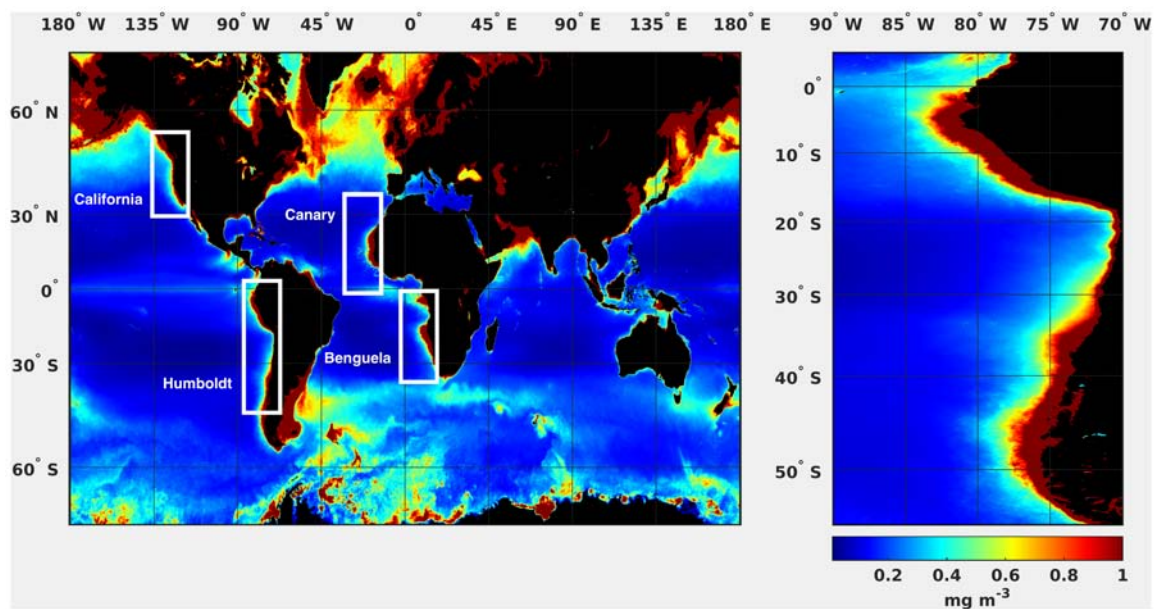 180° W 135° W 90° W 45° W 0° 45° E 90° E 135° E 180° E
90° W 85° W 80° W 75° W 70° W
60° N
California
Canary
30° N
0°
Benguela
30° S
Humboldt
60° S
0°
10° S
20° S
30° S
40° S
50° S
0.2 0.4 0.6 0.8 1
mg m⁻³